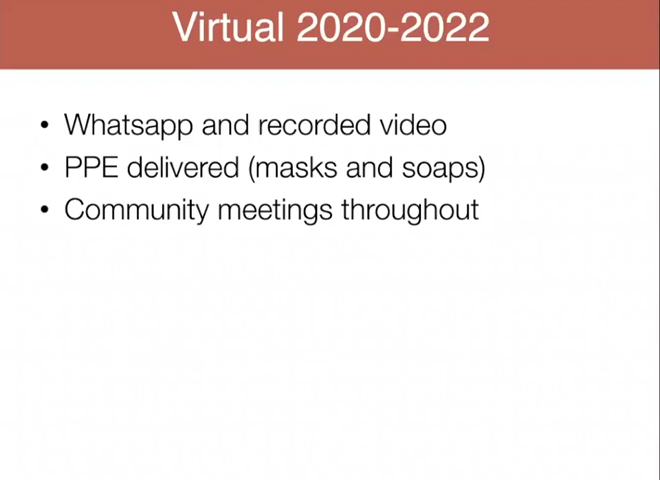 Virtual 2020-2022
• Whatsapp and recorded video
• PPE delivered (masks and soaps)
• Community meetings throughout